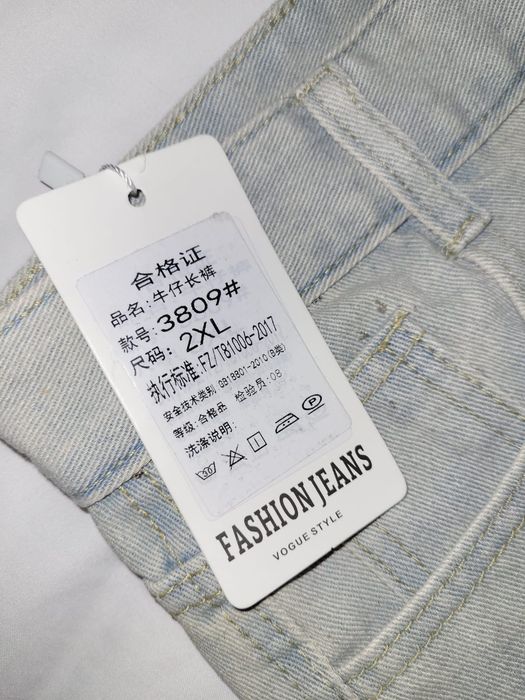 合格证
品名:牛仔长裤
款号:3809#
尺码:2XL
执行标准:FZ/T81006-2017
安全技术类别 GB18801-2010(B类)
等级:合格品 检验员:08
洗涤说明:
P
FASHION JEANS
VOGUE STYLE